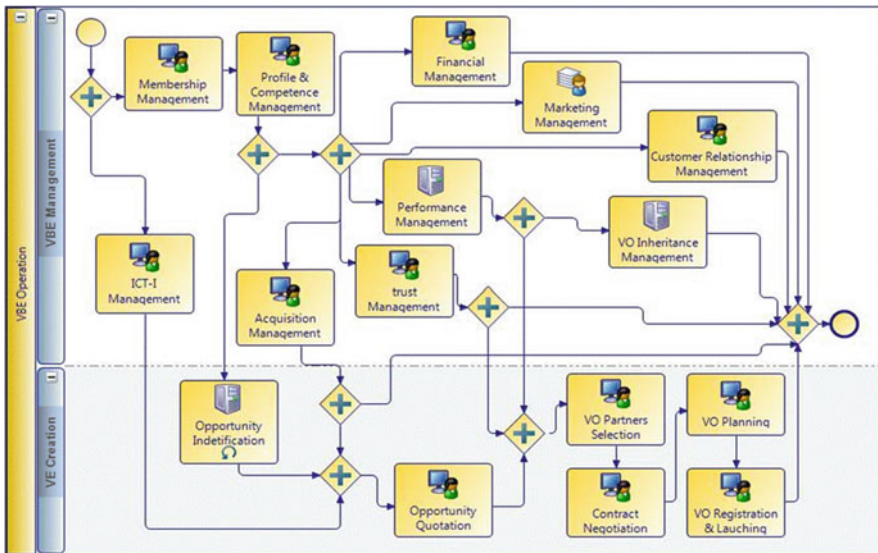 VBE Operation
VBE Management
VE Creation
Membership
Management
Profile &
Competence
Management
Financial
Management
Marketing
Management
Customer Relationship
Management
Performance
Management
VO Inheritance
Management
ICT-I
Management
Acquisition
Management
trust
Management
Opportunity
Indetification
Opportunity
Quotation
VO Partners
Selection
Contract
Negotiation
VO Planning
VO Registration
& Lauching